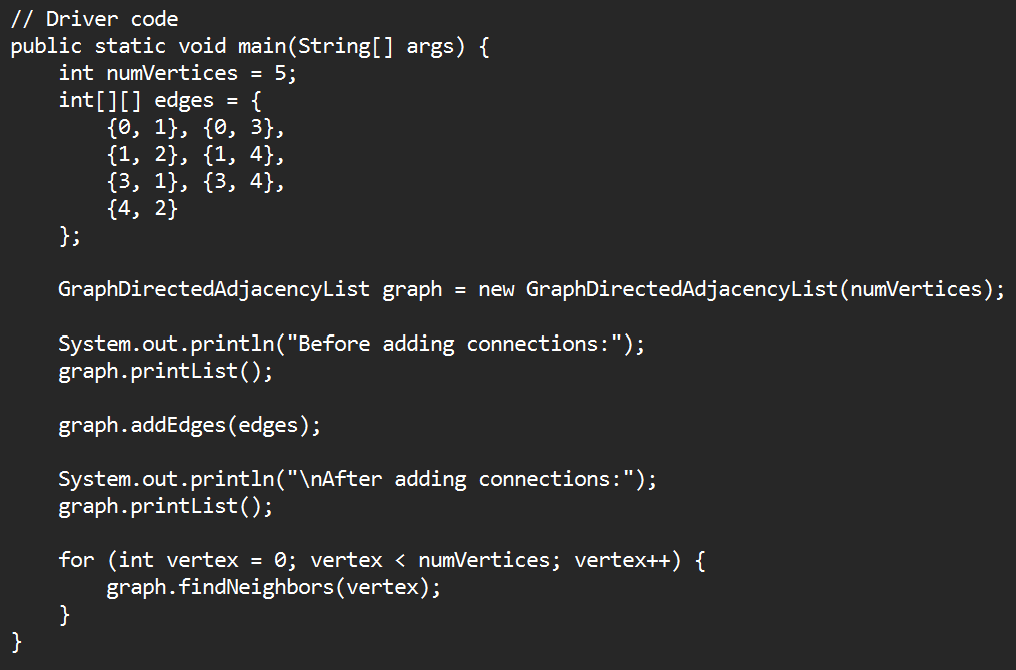 // Driver code
public static void main(String[] args) {
    int numVertices = 5;
    int[][] edges = {
        {0, 1}, {0, 3},
        {1, 2}, {1, 4},
        {3, 1}, {3, 4},
        {4, 2}
    };

    GraphDirectedAdjacencyList graph = new GraphDirectedAdjacencyList(numVertices);

    System.out.println("Before adding connections:");
    graph.printList();

    graph.addEdges(edges);

    System.out.println("\nAfter adding connections:");
    graph.printList();

    for (int vertex = 0; vertex < numVertices; vertex++) {
        graph.findNeighbors(vertex);
    }
}